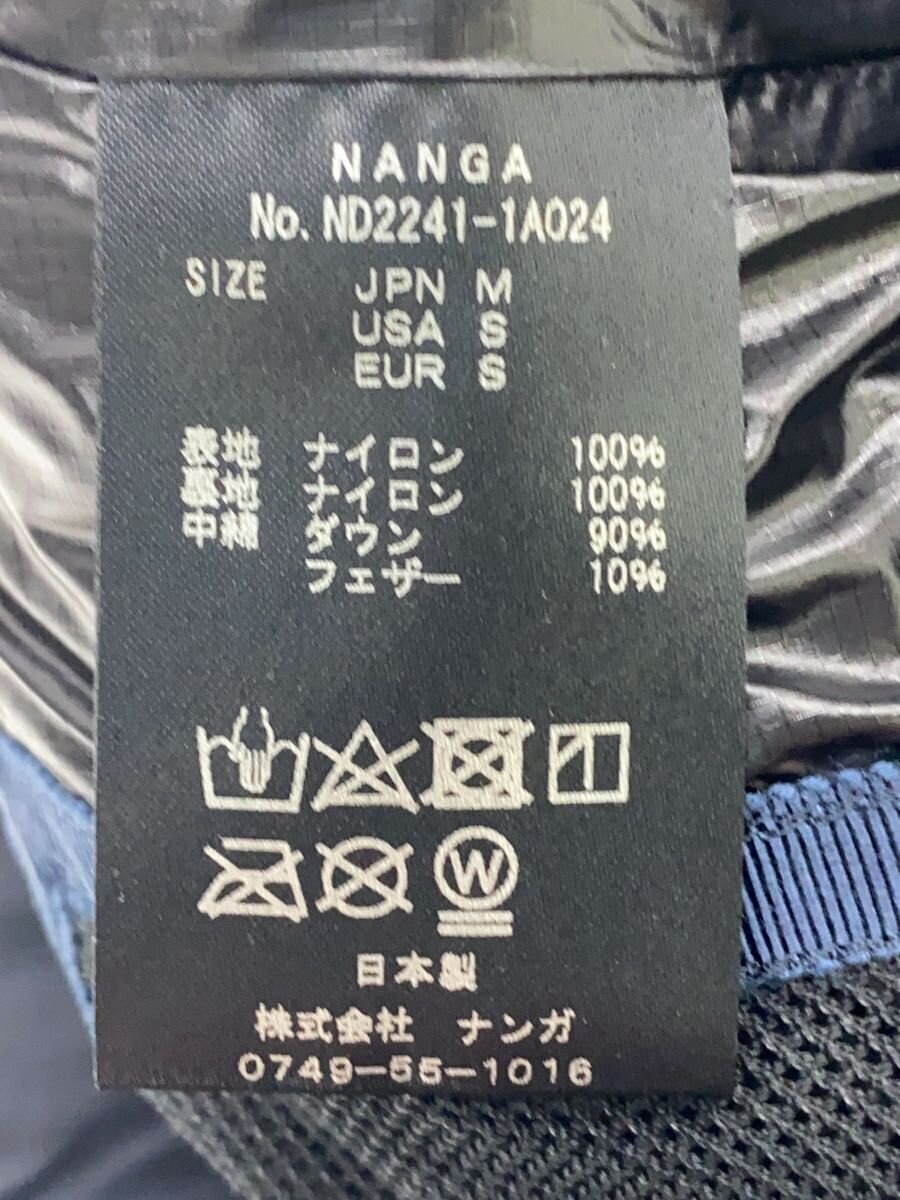 NANGA
No. ND2241-1A024
SIZE JPN M
USA S
EUR S
表地 ナイロン 100%
裏地 ナイロン 100%
中綿 ダウン 90%
フェザー 10%
W
日本製
株式会社 ナンガ
0749-55-1016